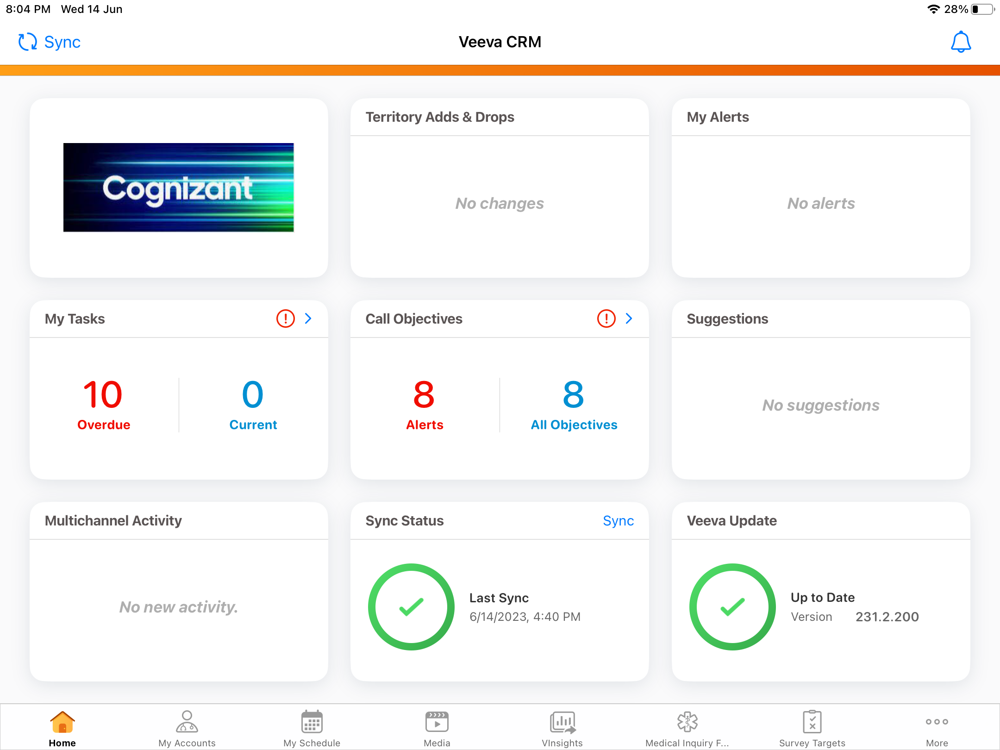 8:04 PM Wed 14 Jun
28%
Sync
Veeva CRM
Cognizant
Territory Adds & Drops
No changes
My Alerts
No alerts
My Tasks
10
Overdue
0
Current
Call Objectives
8
Alerts
8
All Objectives
Suggestions
No suggestions
Multichannel Activity
No new activity.
Sync Status
Sync
Last Sync
6/14/2023, 4:40 PM
Veeva Update
Up to Date
Version 231.2.200
Home
My Accounts
My Schedule
Media
VInsights
Medical Inquiry F...
Survey Targets
More